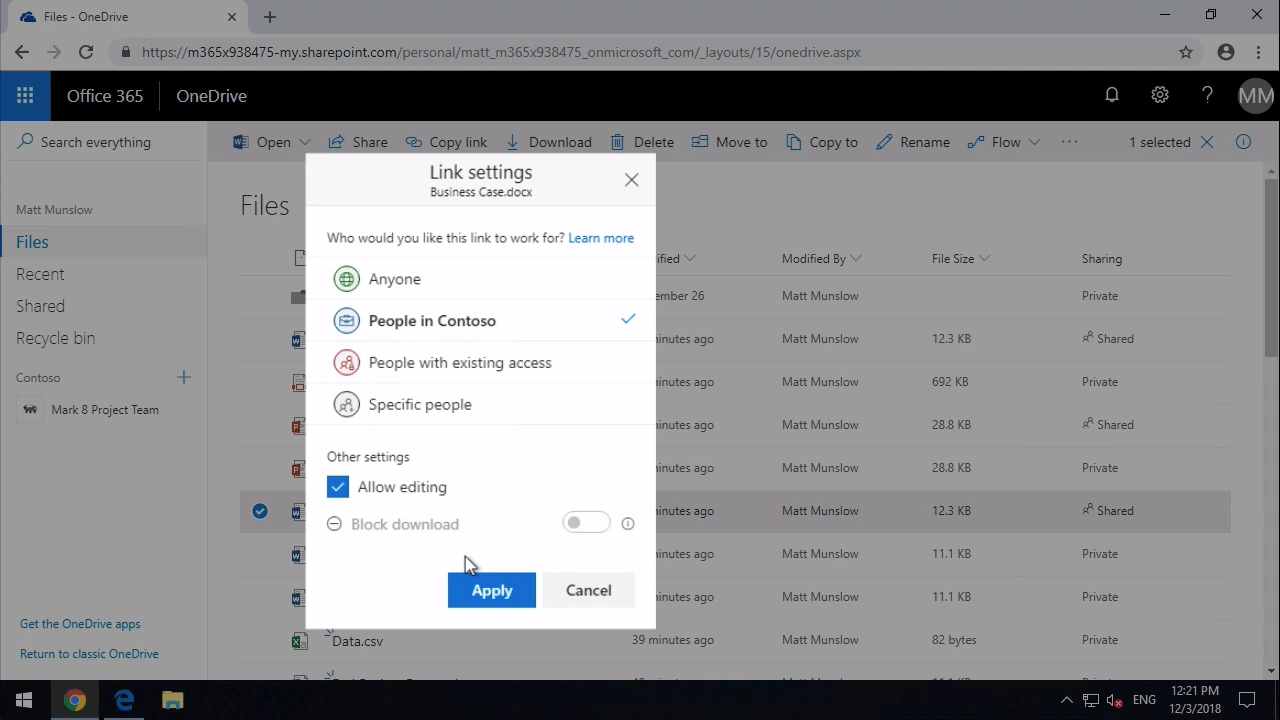 Files - OneDrive
https://m365x938475-my.sharepoint.com/personal/matt_m365x938475_onmicrosoft_com/_layouts/15/onedrive.aspx
Office 365
OneDrive
MM
Search everything
Open
Share
Copy link
Download
Delete
Move to
Copy to
Rename
Flow
1 selected
Matt Munslow
Files
Recent
Shared
Recycle bin
Contoso
Mark 8 Project Team
Get the OneDrive apps
Return to classic OneDrive
Files
Link settings
Business Case.docx
Who would you like this link to work for? Learn more
Anyone
People in Contoso
People with existing access
Specific people
Other settings
Allow editing
Block download
Apply
Cancel
Modified By
File Size
Sharing
26
Matt Munslow
Private
ago
Matt Munslow
12.3 KB
Shared
ago
Matt Munslow
692 KB
Private
ago
Matt Munslow
28.8 KB
Shared
ago
Matt Munslow
28.8 KB
Private
ago
Matt Munslow
12.3 KB
Shared
ago
Matt Munslow
11.1 KB
Private
ago
Matt Munslow
11.1 KB
Private
Data.csv
39 minutes ago
Matt Munslow
82 bytes
Private
ENG
12:21 PM
12/3/2018